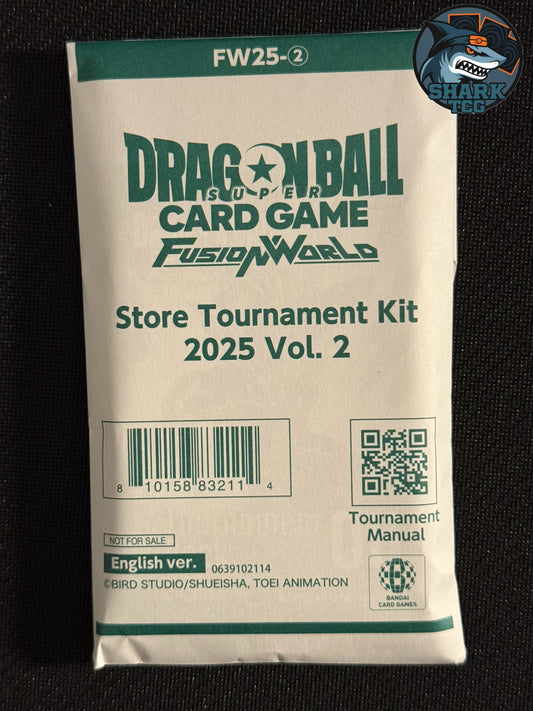 FW25-②
SHARK
TCG
DRAGON BALL
SUPER
CARD GAME
FUSION WORLD
Store Tournament Kit
2025 Vol. 2
8 10158 83211 4
Tournament
Manual
NOT FOR SALE
English ver. 0639102114
©BIRD STUDIO/SHUEISHA, TOEI ANIMATION
BANDAI
CARD GAMES